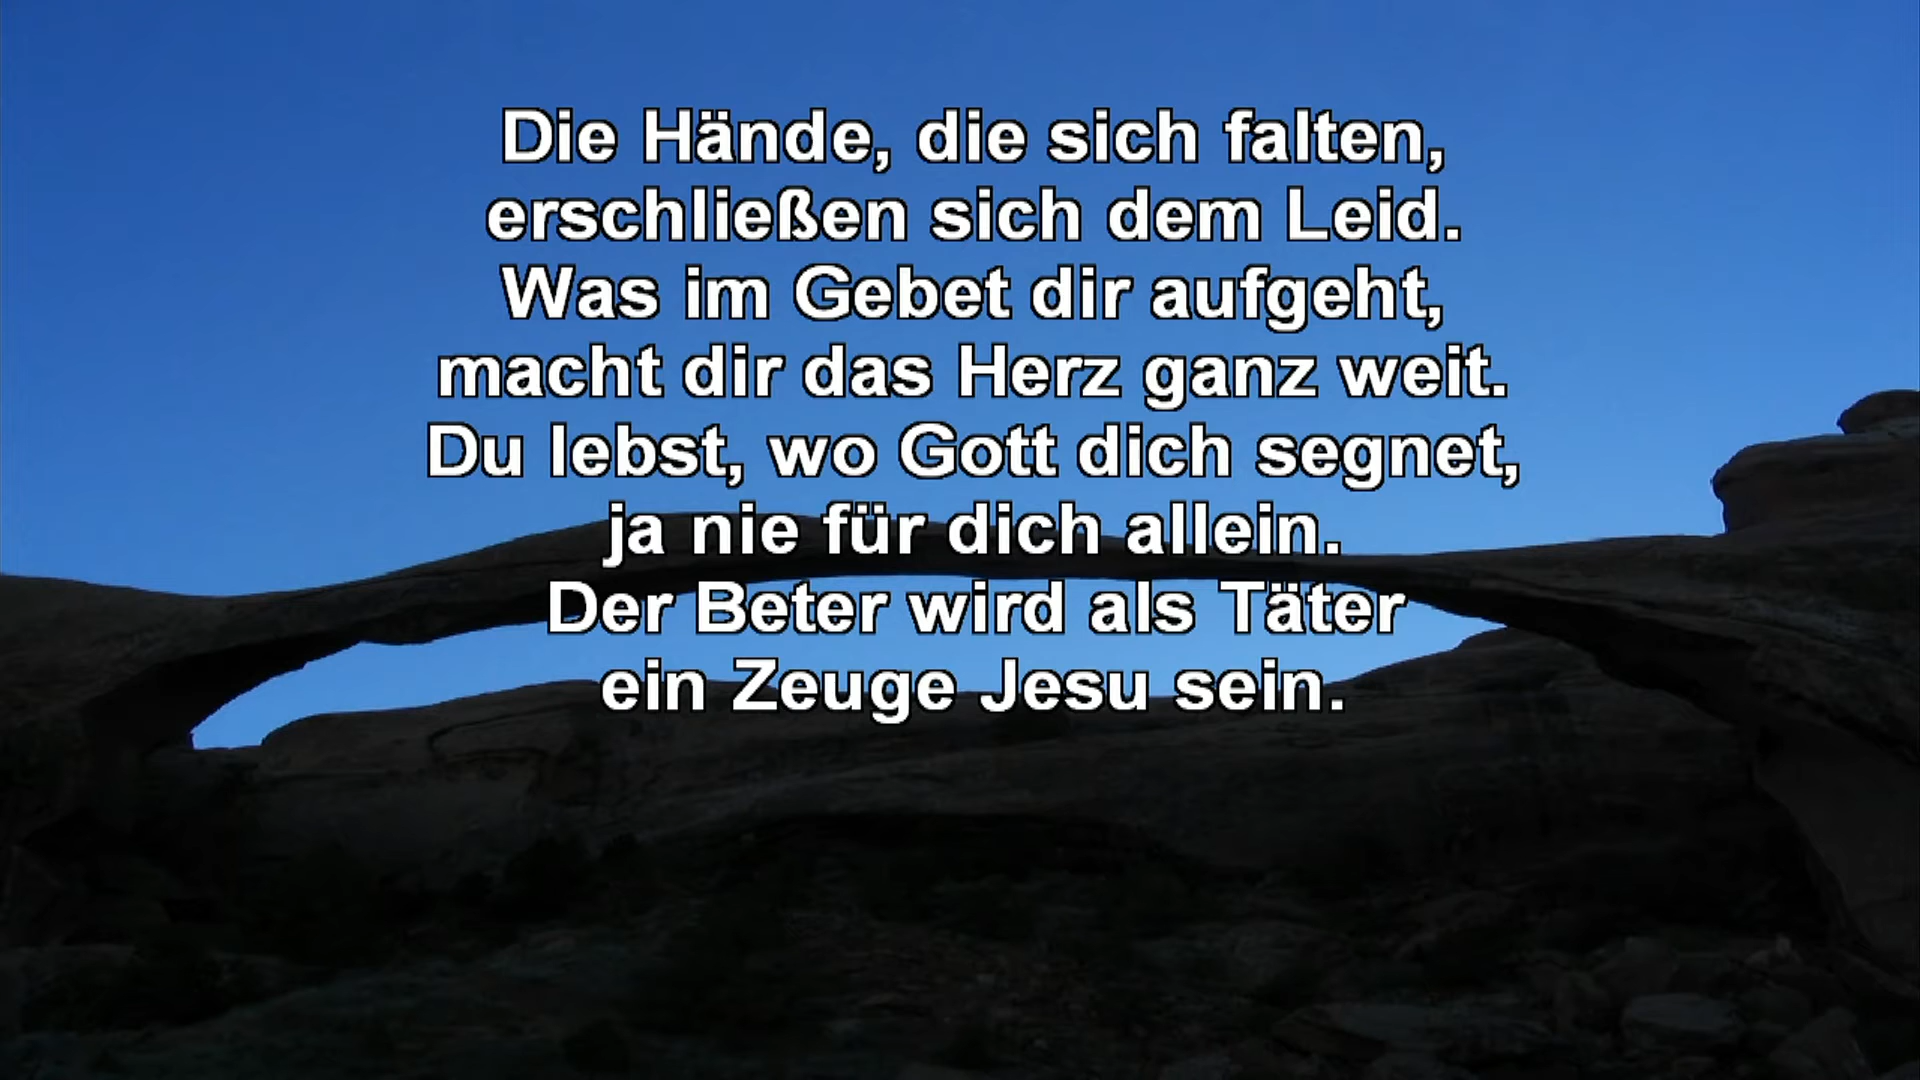 Die Hände, die sich falten,
erschließen sich dem Leid.
Was im Gebet dir aufgeht,
macht dir das Herz ganz weit.
Du lebst, wo Gott dich segnet,
ja nie für dich allein.
Der Beter wird als Täter
ein Zeuge Jesu sein.